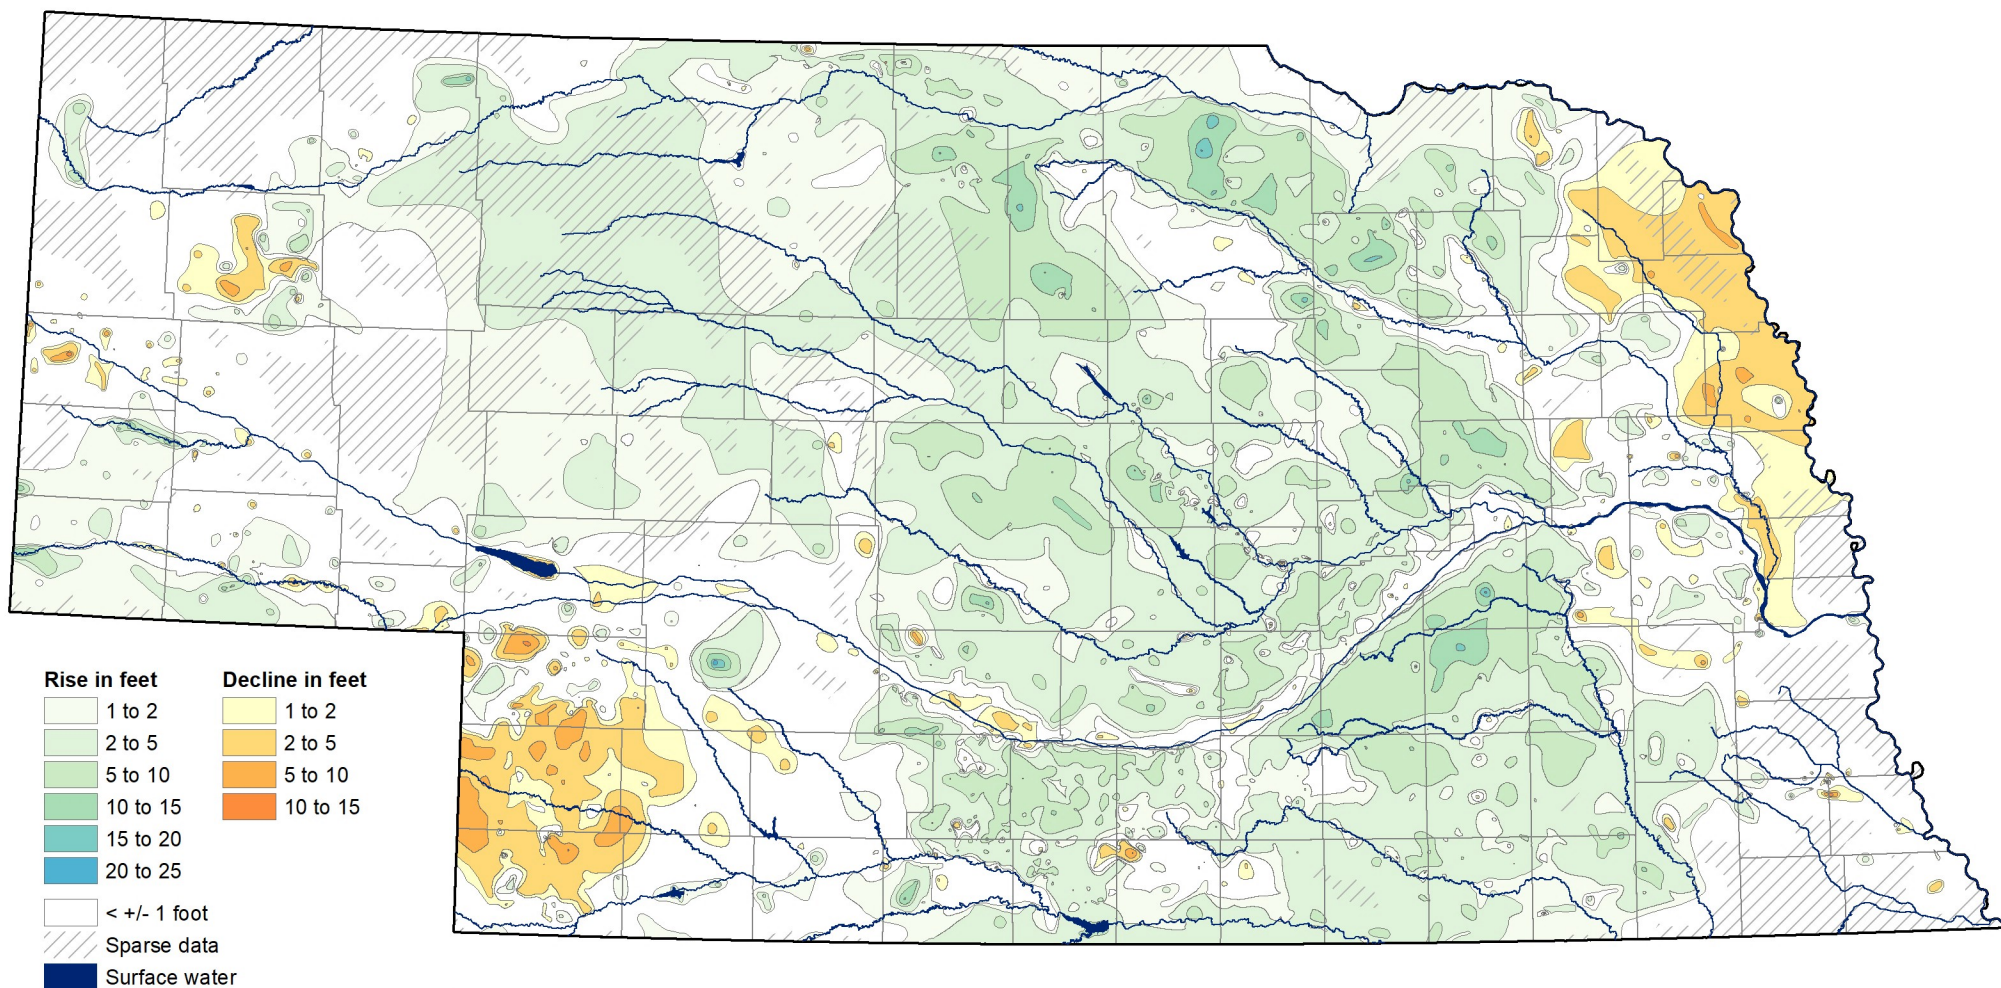 Rise in feet
1 to 2
2 to 5
5 to 10
10 to 15
15 to 20
20 to 25
Decline in feet
1 to 2
2 to 5
5 to 10
10 to 15
< +/- 1 foot
Sparse data
Surface water